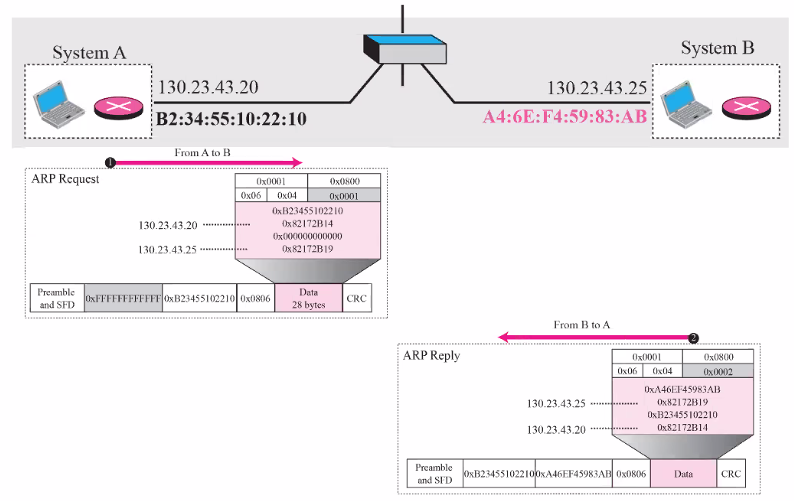 System A
System B
130.23.43.20
130.23.43.25
B2:34:55:10:22:10
A4:6E:F4:59:83:AB
1
From A to B
ARP Request
0x0001
0x0800
0x06
0x04
0x0001
0xB23455102210
130.23.43.20
0x82172B14
0x000000000000
130.23.43.25
0x82172B19
Preamble
and SFD
0xFFFFFFFFFFFF
0xB23455102210
0x0806
Data
28 bytes
CRC
From B to A
2
ARP Reply
0x0001
0x0800
0x06
0x04
0x0002
0xA46EF45983AB
130.23.43.25
0x82172B19
0xB23455102210
130.23.43.20
0x82172B14
Preamble
and SFD
0xB23455102210
0xA46EF45983AB
0x0806
Data
CRC